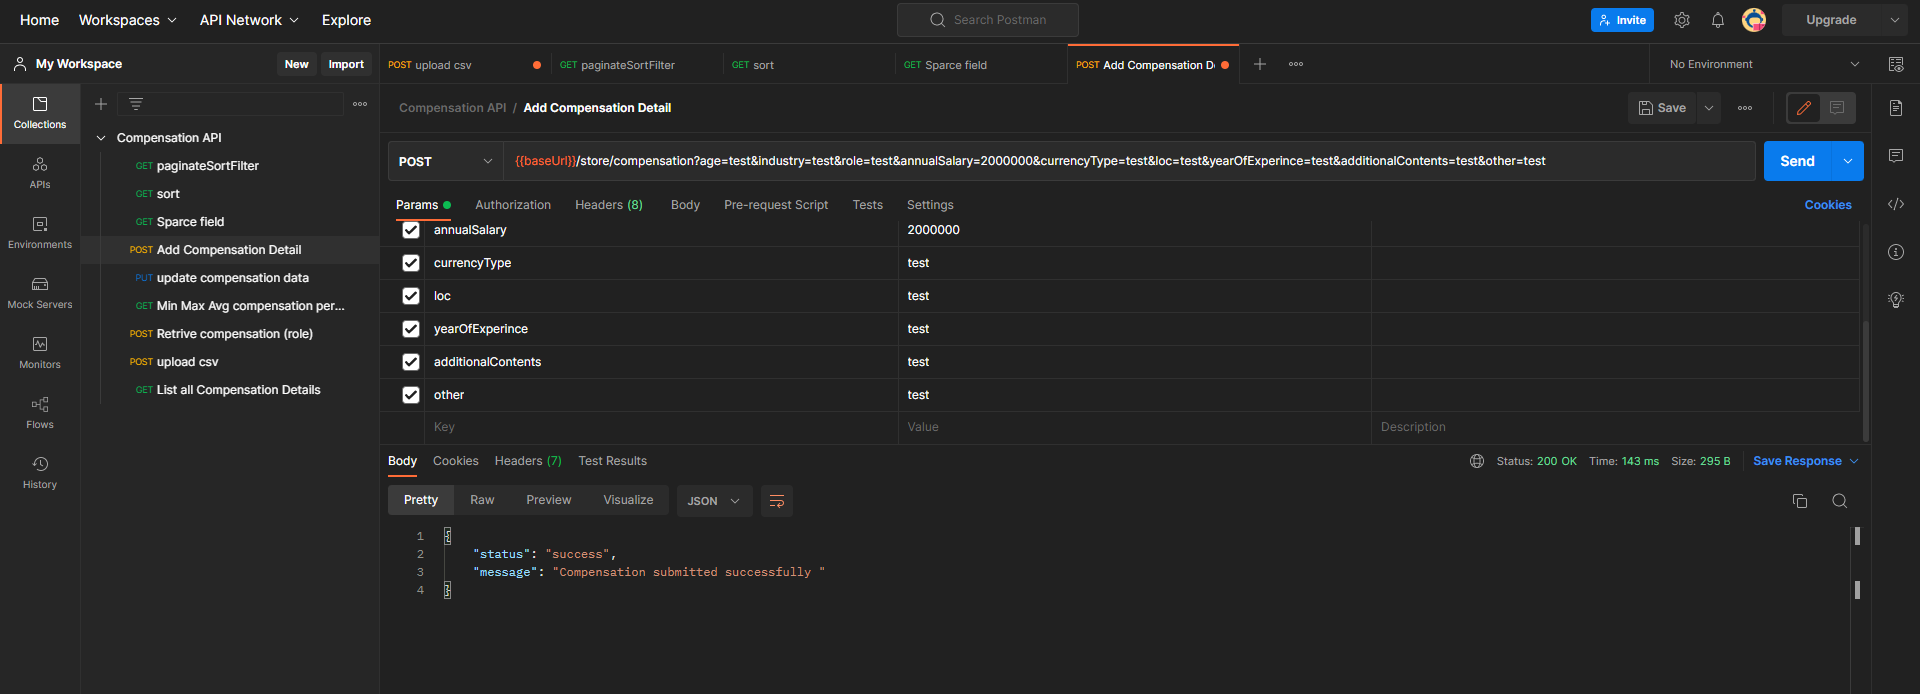 Home Workspaces API Network Explore Search Postman Invite Upgrade
My Workspace New Import POST upload csv GET paginateSortFilter GET sort GET Sparce field POST Add Compensation D No Environment
Collections
APIs
Environments
Mock Servers
Monitors
Flows
History
Compensation API
GET paginateSortFilter
GET sort
GET Sparce field
POST Add Compensation Detail
PUT update compensation data
GET Min Max Avg compensation per...
POST Retrive compensation (role)
POST upload csv
GET List all Compensation Details
Compensation API / Add Compensation Detail Save
POST {{baseUrl}}/store/compensation?age=test&industry=test&role=test&annualSalary=2000000&currencyType=test&loc=test&yearOfExperince=test&additionalContents=test&other=test Send
Params Authorization Headers (8) Body Pre-request Script Tests Settings Cookies
annualSalary 2000000
currencyType test
loc test
yearOfExperince test
additionalContents test
other test
Key Value Description
Body Cookies Headers (7) Test Results Status: 200 OK Time: 143 ms Size: 295 B Save Response
Pretty Raw Preview Visualize JSON
1 {
2 "status": "success",
3 "message": "Compensation submitted successfully "
4 }